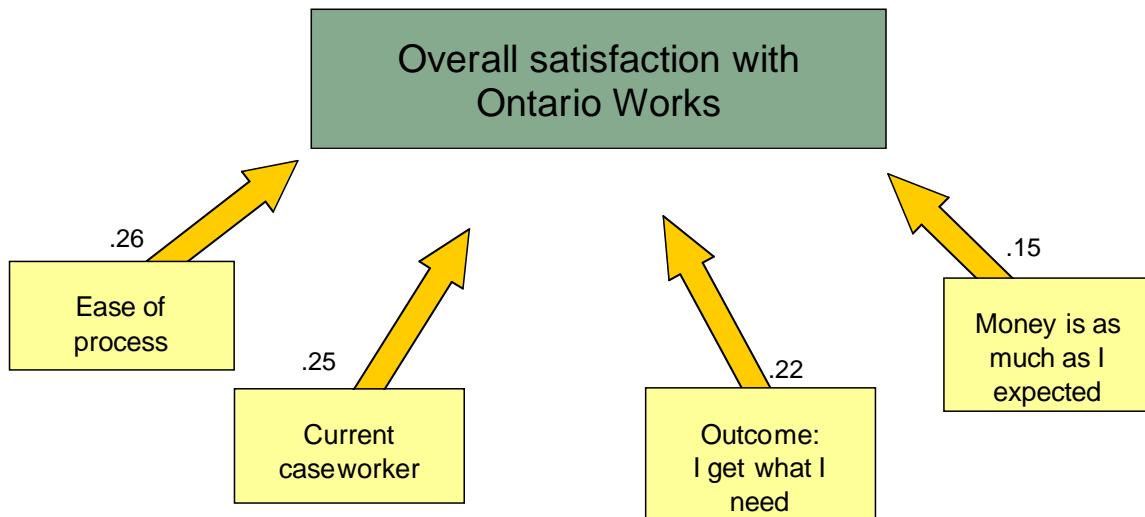 Overall satisfaction with
Ontario Works
.26
Ease of
process
.25
Current
caseworker
.22
Outcome:
I get what I
need
.15
Money is as
much as I
expected